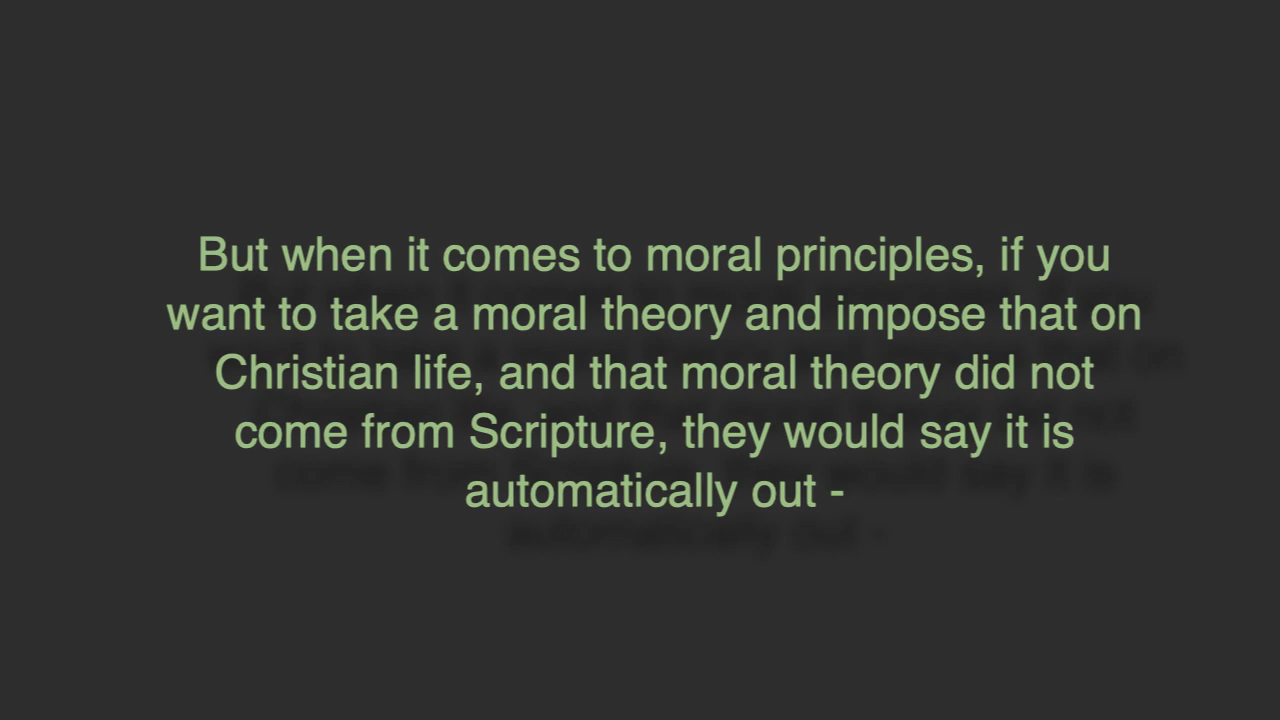 But when it comes to moral principles, if you
want to take a moral theory and impose that on
Christian life, and that moral theory did not
come from Scripture, they would say it is
automatically out -